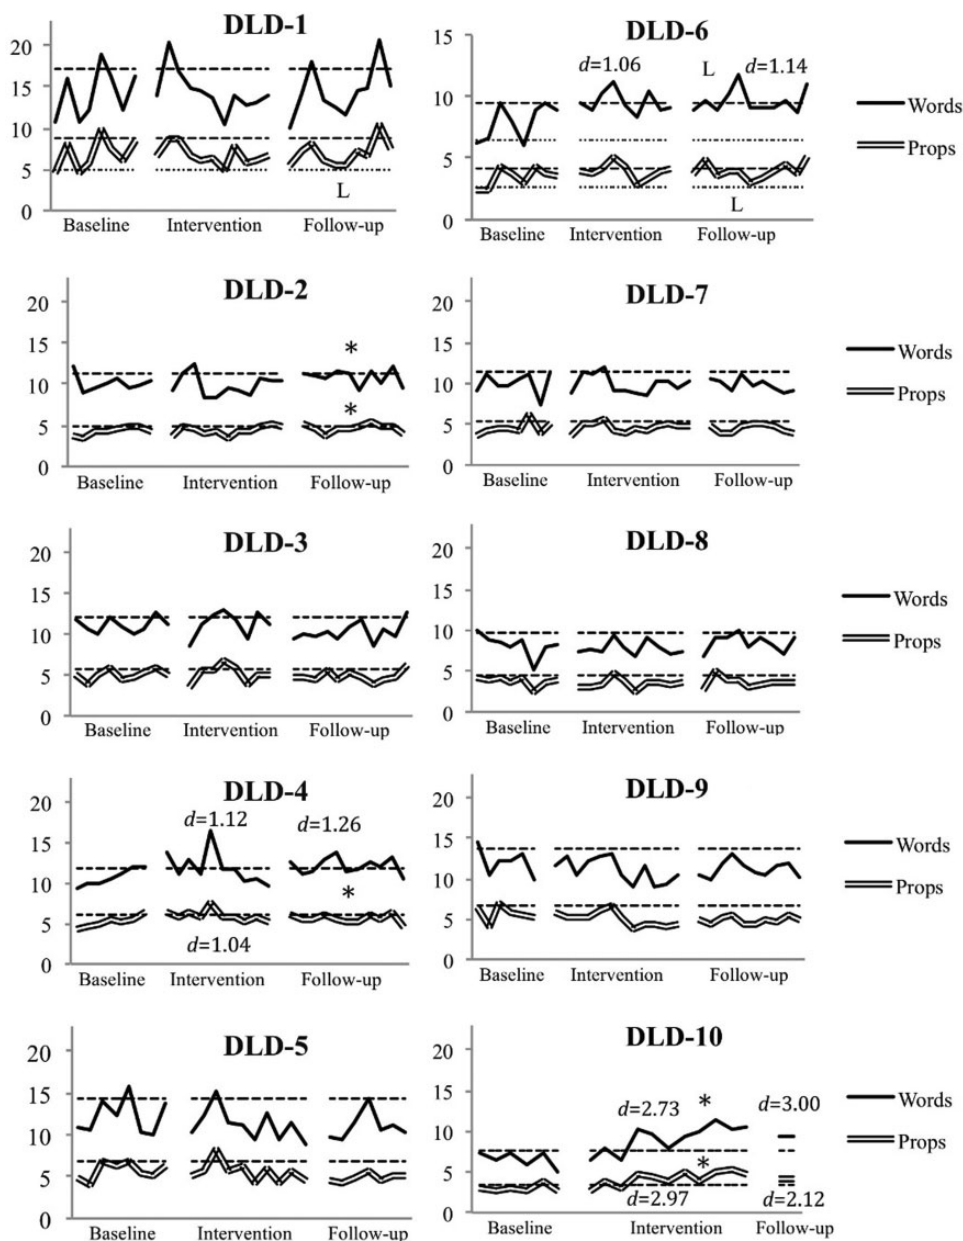 DLD-1
20
15
10
5
0
L
Baseline
Intervention
Follow-up
DLD-6
15
10
5
0
d=1.06
L
d=1.14
L
Baseline
Intervention
Follow-up
Words
Props
DLD-2
20
15
10
5
0
*
*
Baseline
Intervention
Follow-up
DLD-7
20
15
10
5
0
Baseline
Intervention
Follow-up
Words
Props
DLD-3
20
15
10
5
0
Baseline
Intervention
Follow-up
DLD-8
20
15
10
5
0
Baseline
Intervention
Follow-up
Words
Props
DLD-4
20
15
10
5
0
d=1.12
d=1.26
*
d=1.04
Baseline
Intervention
Follow-up
DLD-9
20
15
10
5
0
Baseline
Intervention
Follow-up
Words
Props
DLD-5
20
15
10
5
0
Baseline
Intervention
Follow-up
DLD-10
20
15
10
5
0
d=2.73
*
d=3.00
*
d=2.97
d=2.12
Baseline
Intervention
Follow-up
Words
Props